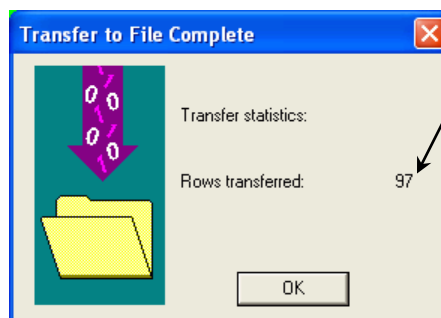 Transfer to File Complete
Transfer statistics:
Rows transferred: 97
OK